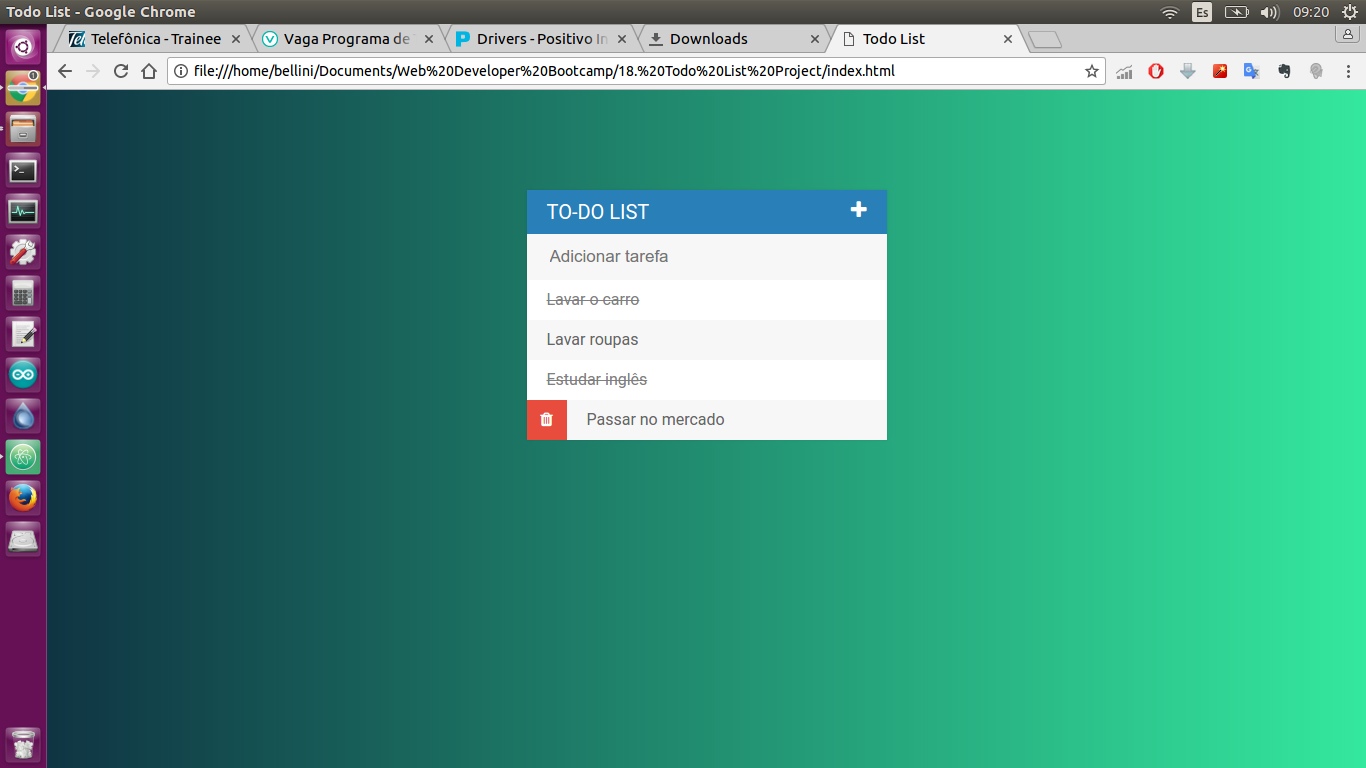 Todo List - Google Chrome
Es
09:20
Telefônica - Trainee
Vaga Programa de
Drivers - Positivo In
Downloads
Todo List
file:///home/bellini/Documents/Web%20Developer%20Bootcamp/18.%20Todo%20List%20Project/index.html
TO-DO LIST
Adicionar tarefa
Lavar o carro
Lavar roupas
Estudar inglês
Passar no mercado